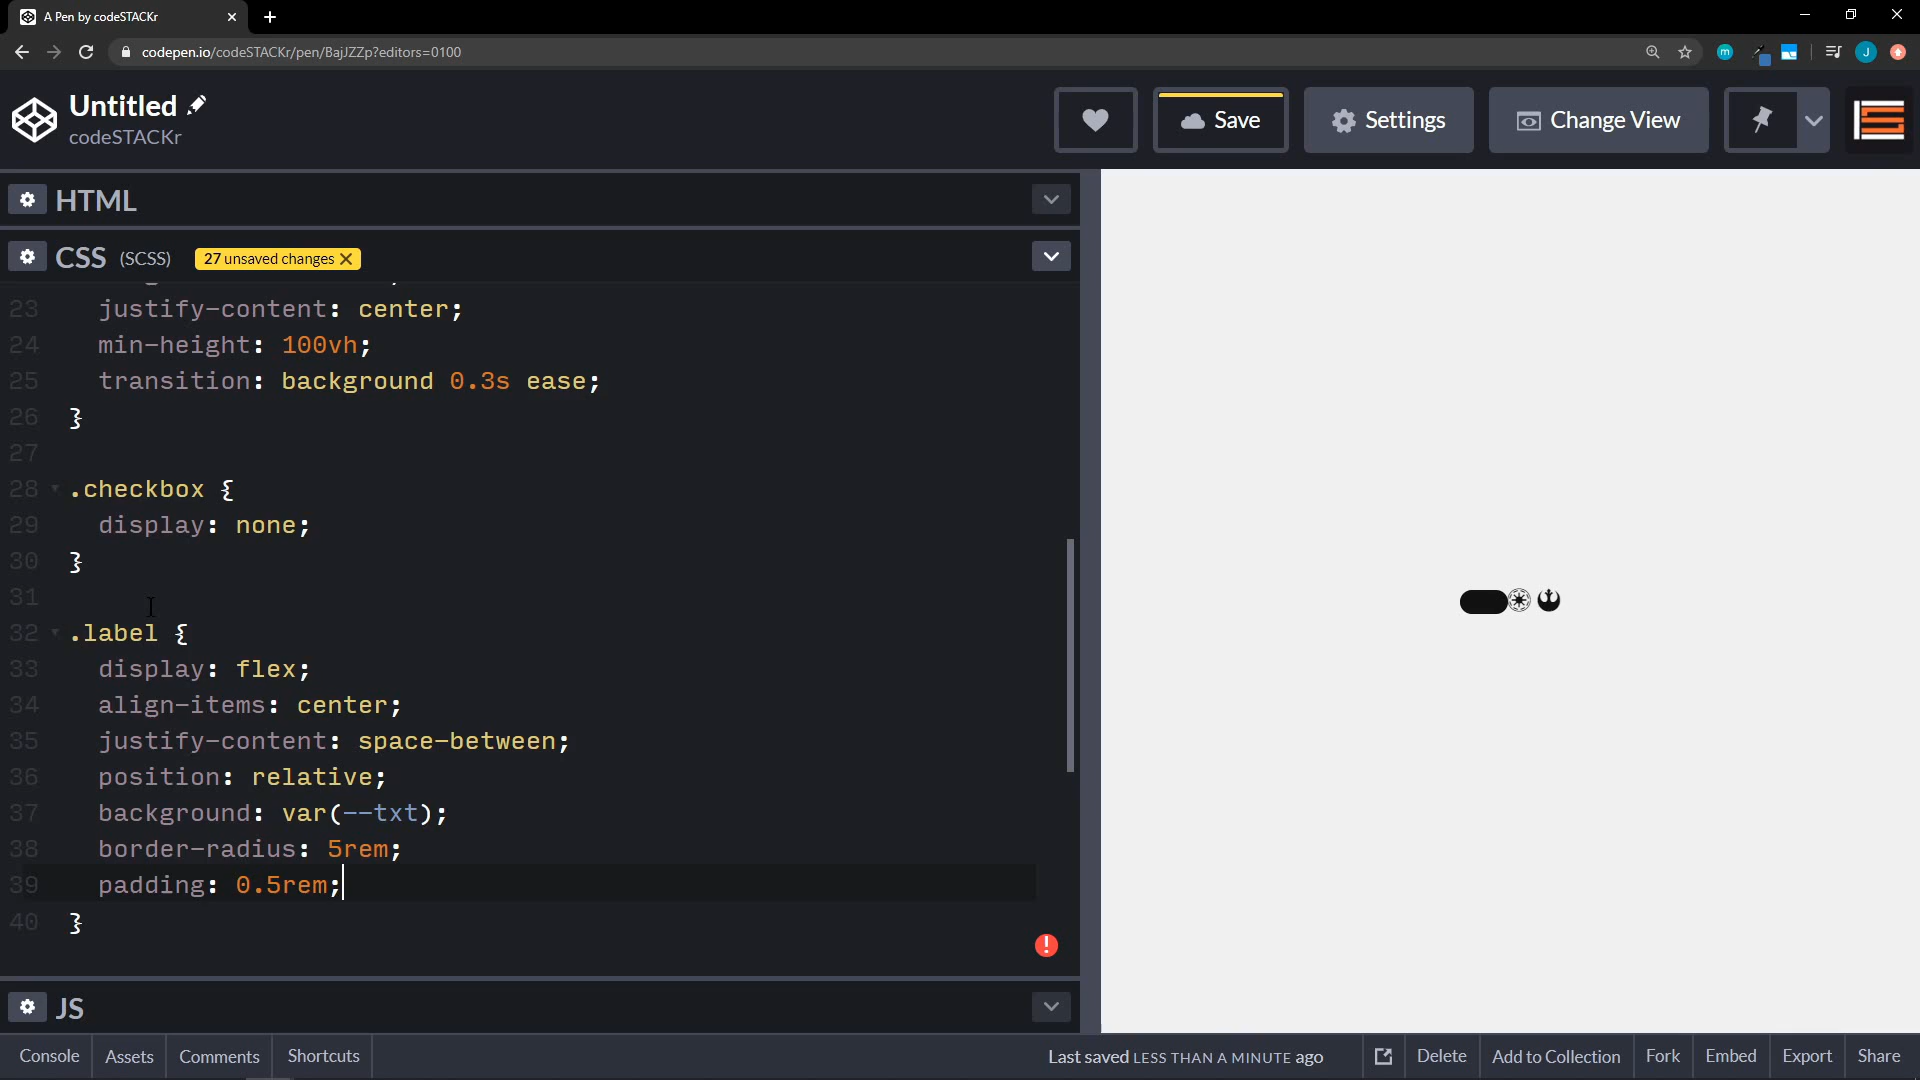 A Pen by codeSTACKr
codepen.io/codeSTACKr/pen/BajJZZp?editors=0100
m
J
Untitled
codeSTACKr
Save
Settings
Change View
HTML
CSS (SCSS) 27 unsaved changes
23 justify-content: center;
24 min-height: 100vh;
25 transition: background 0.3s ease;
26 }
27
28 .checkbox {
29 display: none;
30 }
31
32 .label {
33 display: flex;
34 align-items: center;
35 justify-content: space-between;
36 position: relative;
37 background: var(--txt);
38 border-radius: 5rem;
39 padding: 0.5rem;
40 }
JS
Console Assets Comments Shortcuts Last saved LESS THAN A MINUTE ago Delete Add to Collection Fork Embed Export Share